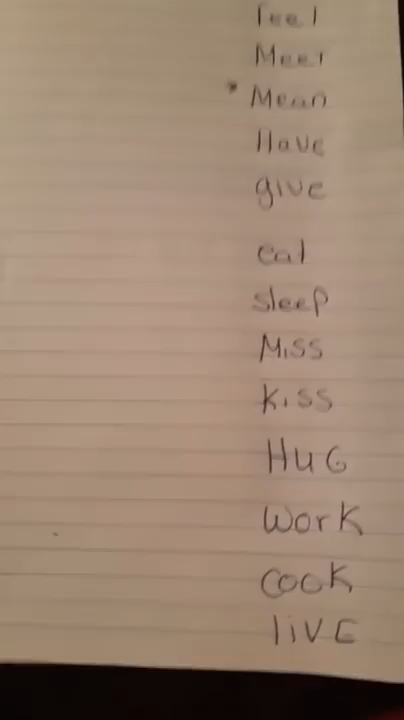 feel
Meet
* Mean
Have
give
eat
sleep
Miss
Kiss
HUG
work
cook
live